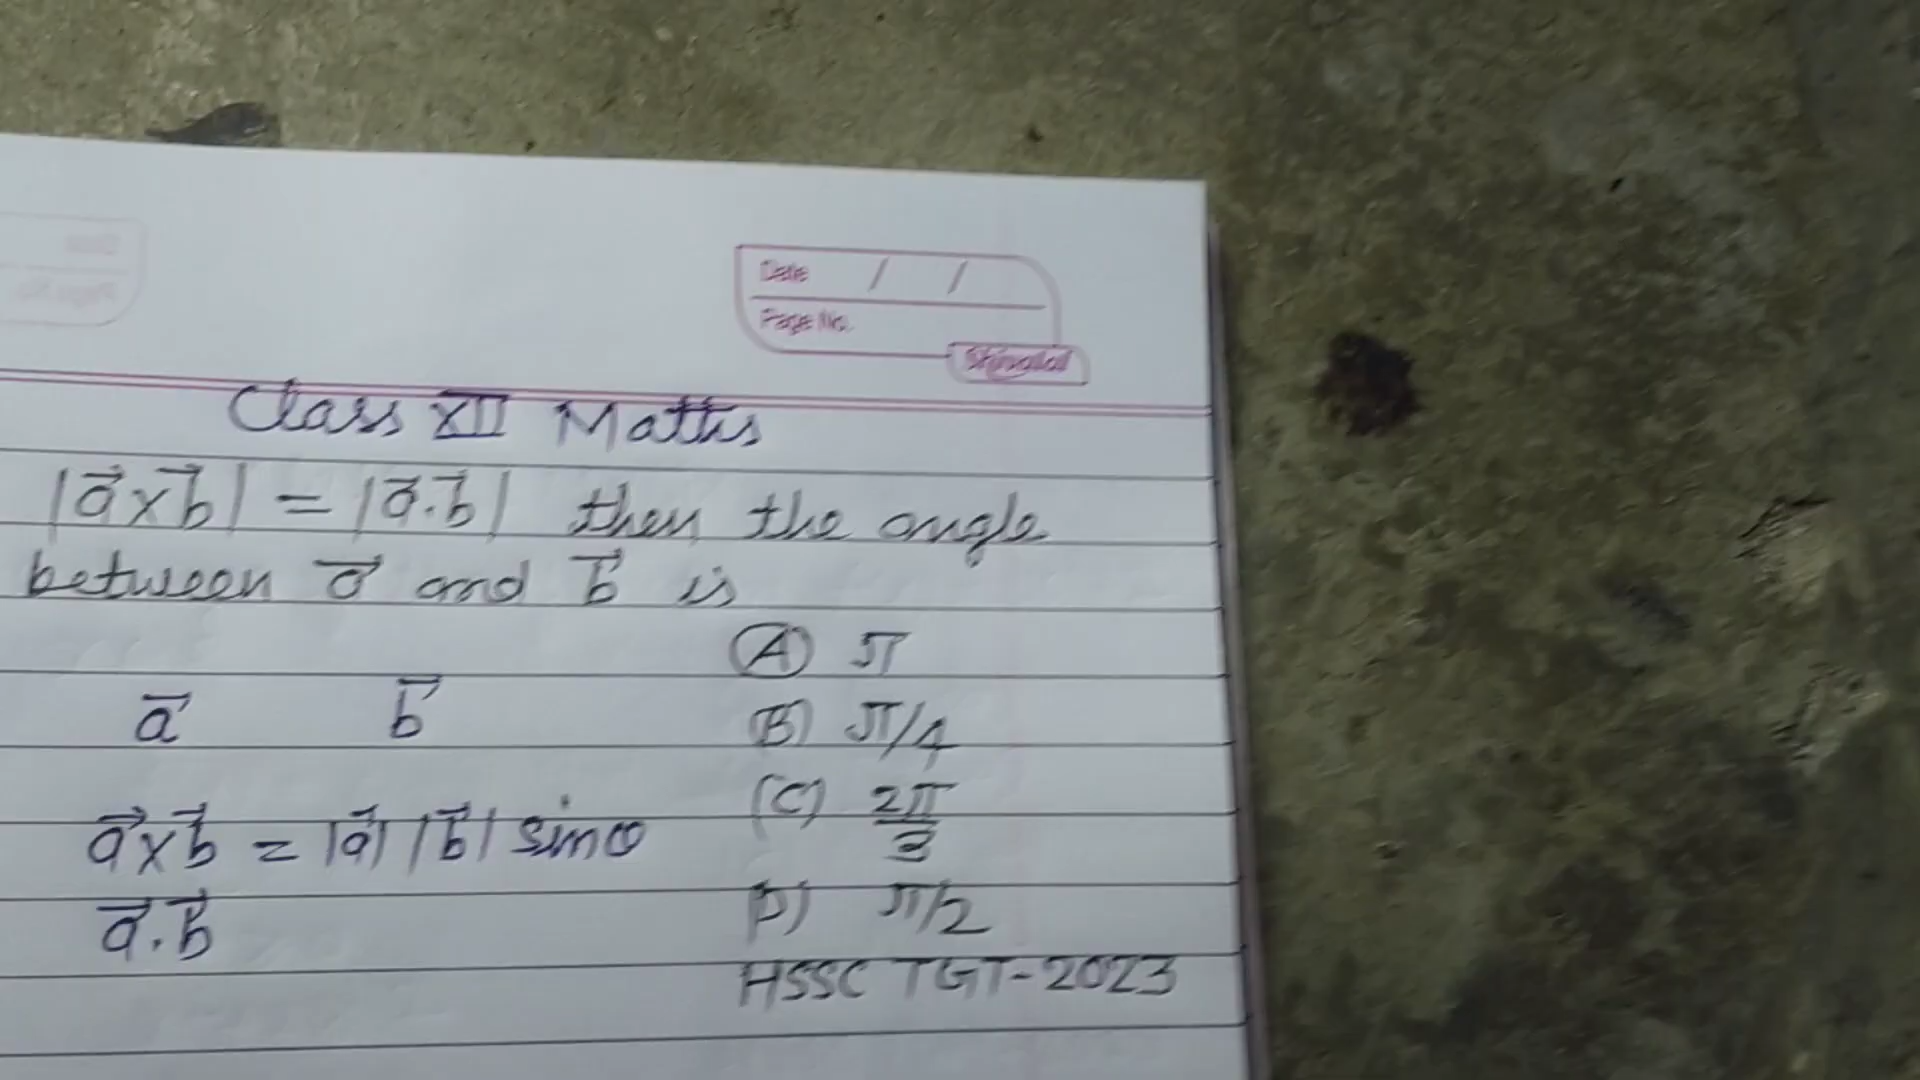 Date / /
Page No.
Shivalal
Class XII Maths
|a⃗×b⃗| = |a⃗.b⃗| then the angle
between a⃗ and b⃗ is
(A) π
a⃗ b⃗
(B) π/4
(C) 2π/3
a⃗×b⃗ = |a⃗| |b⃗| sinθ
(D) π/2
a⃗.b⃗
HSSC TGT-2023